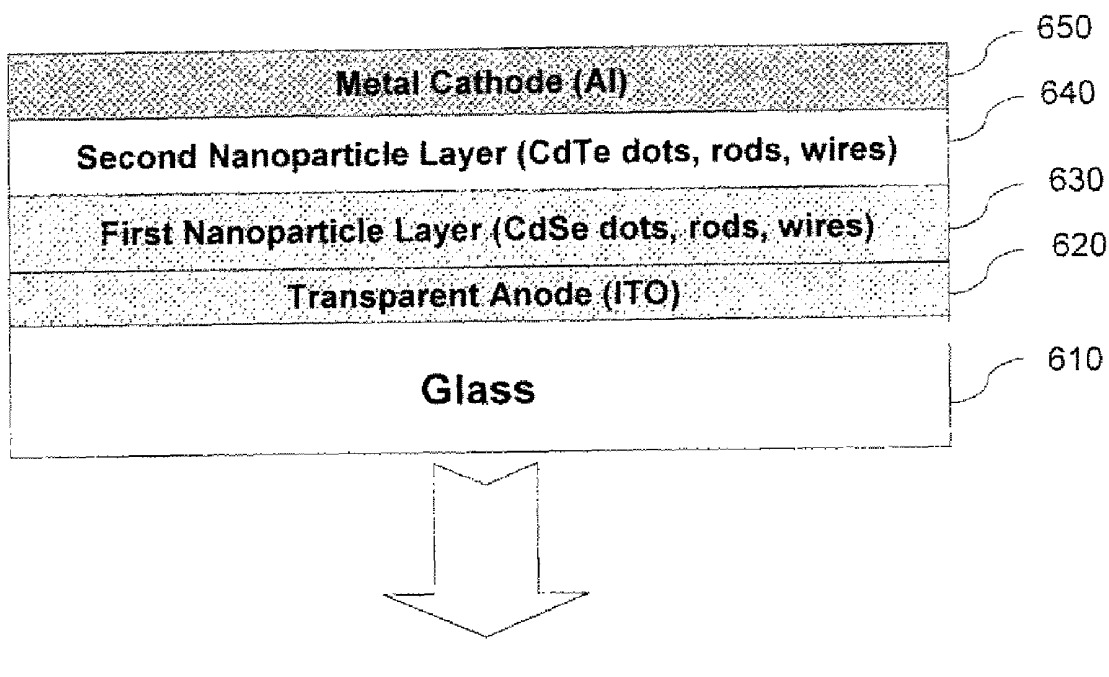 650
Metal Cathode (Al)
640
Second Nanoparticle Layer (CdTe dots, rods, wires)
630
First Nanoparticle Layer (CdSe dots, rods, wires)
620
Transparent Anode (ITO)
610
Glass